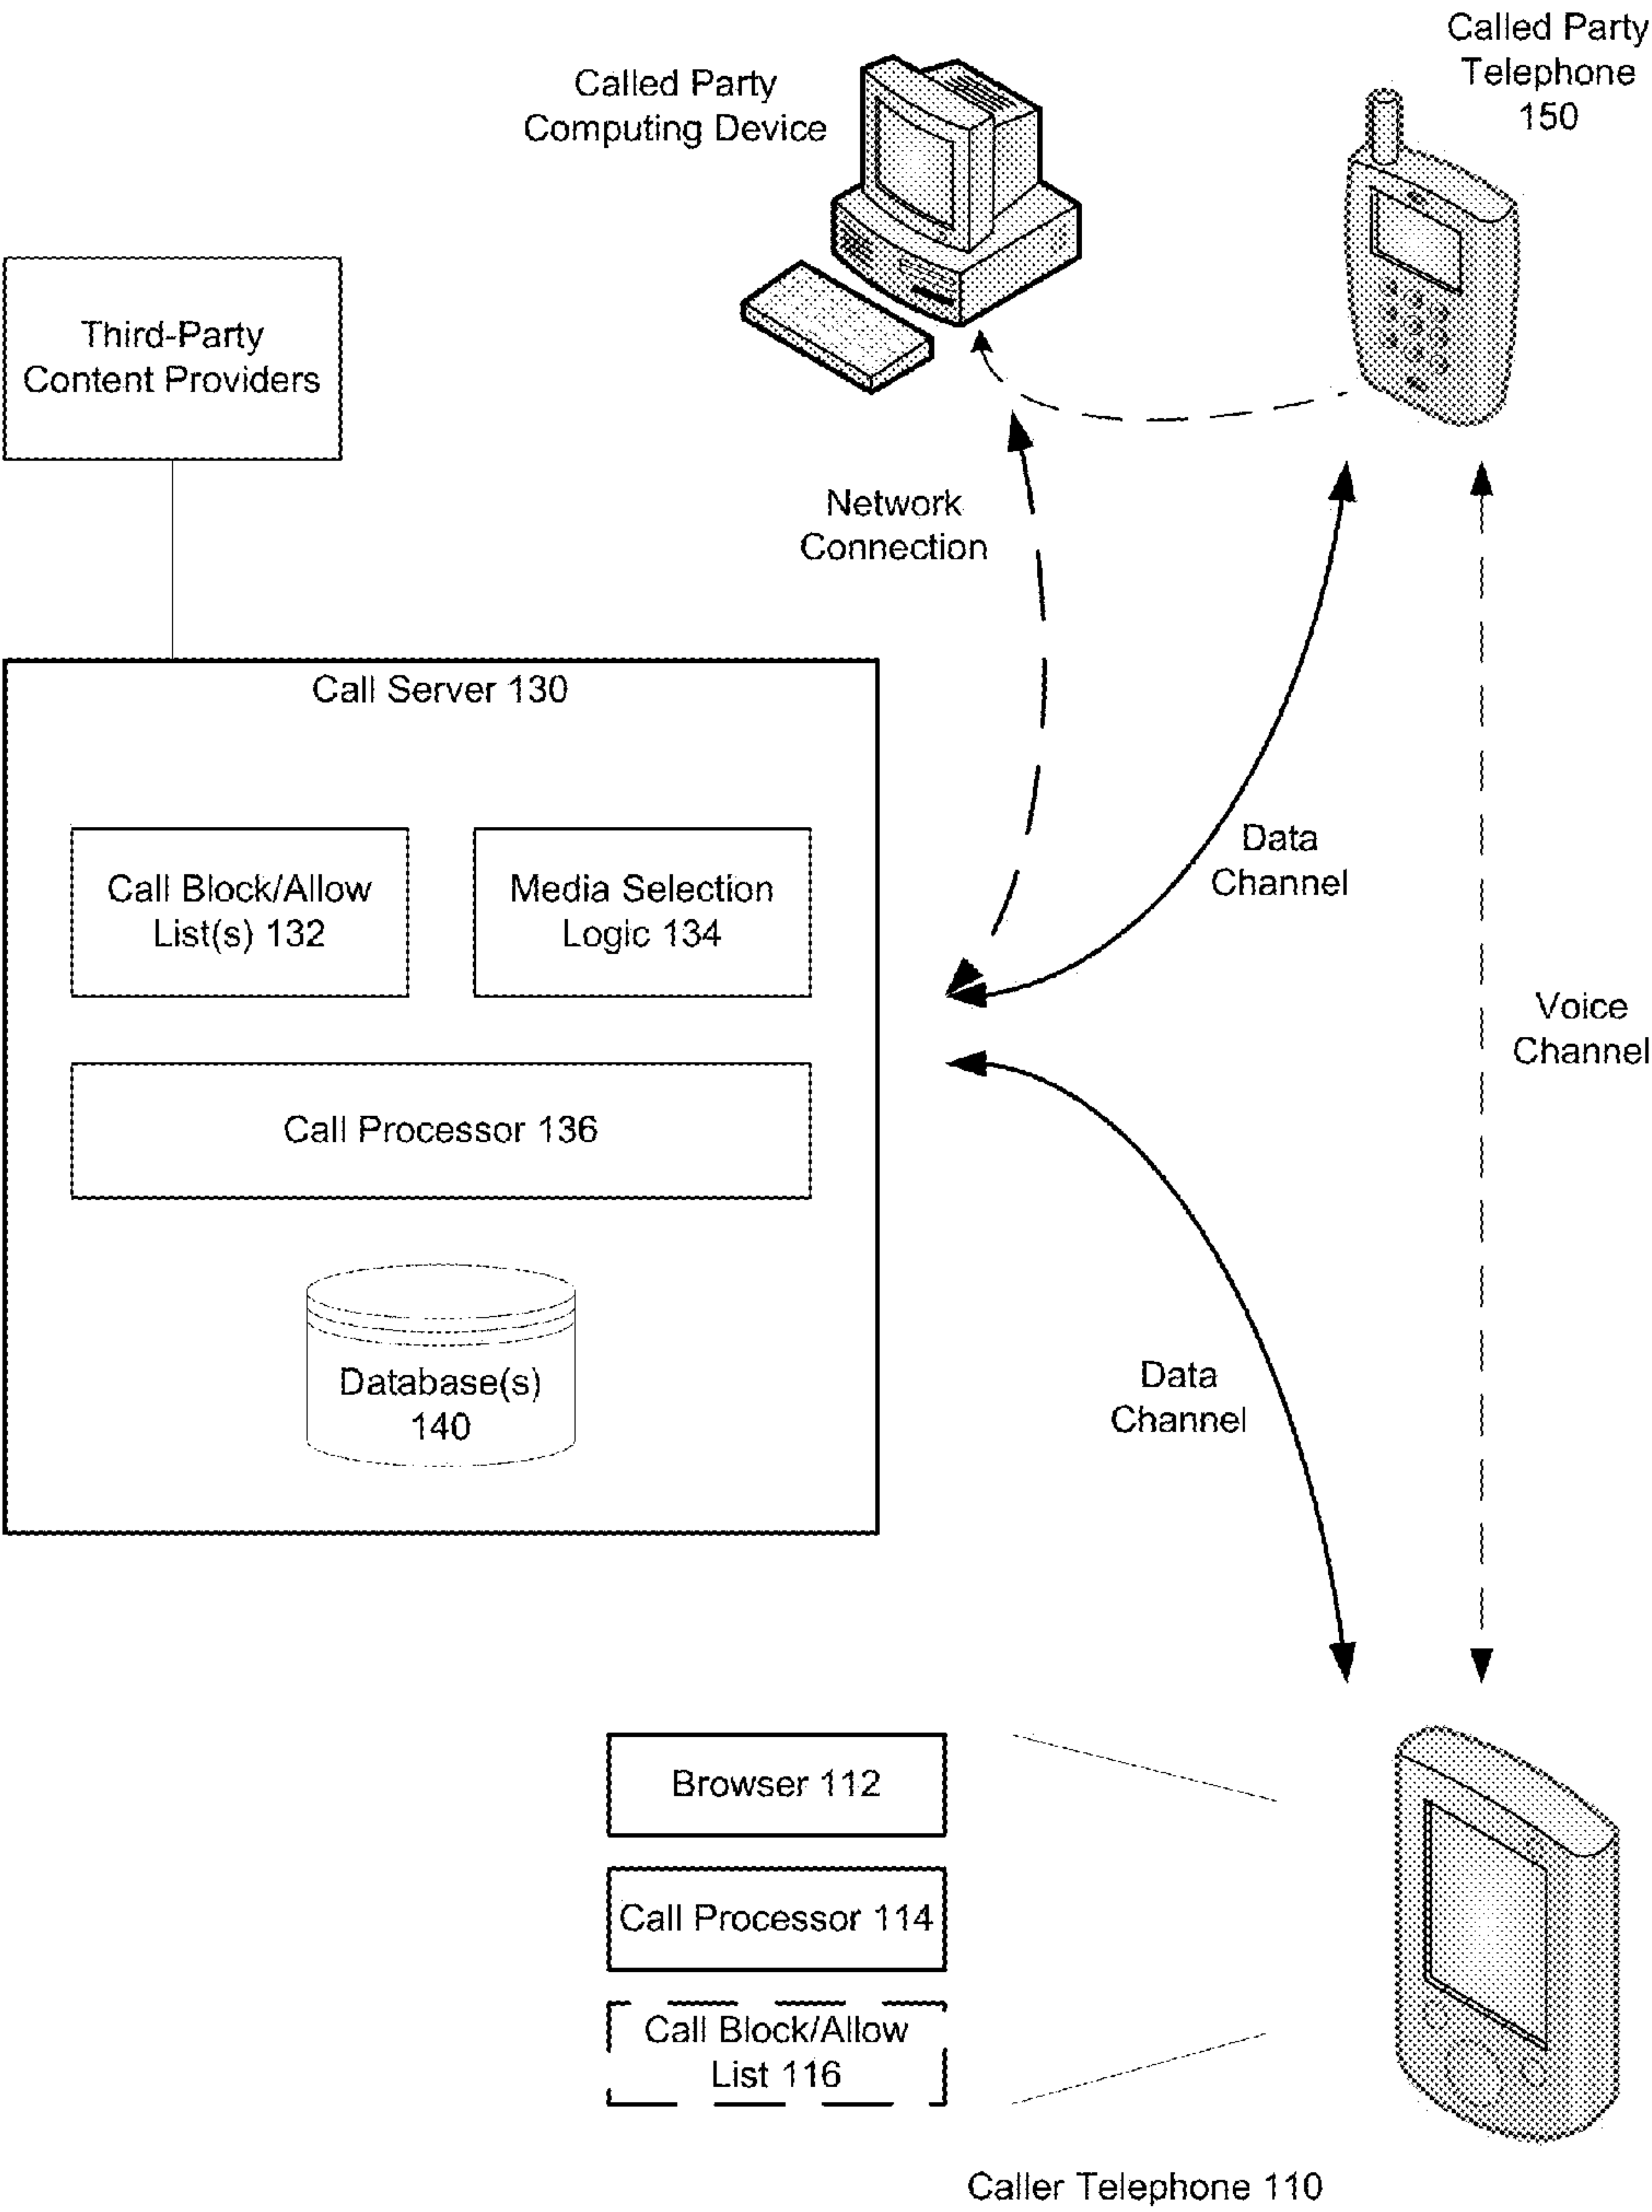 Called Party
Telephone
150
Called Party
Computing Device
Third-Party
Content Providers
Network
Connection
Call Server 130
Call Block/Allow
List(s) 132
Media Selection
Logic 134
Data
Channel
Voice
Channel
Call Processor 136
Database(s)
140
Data
Channel
Browser 112
Call Processor 114
Call Block/Allow
List 116
Caller Telephone 110